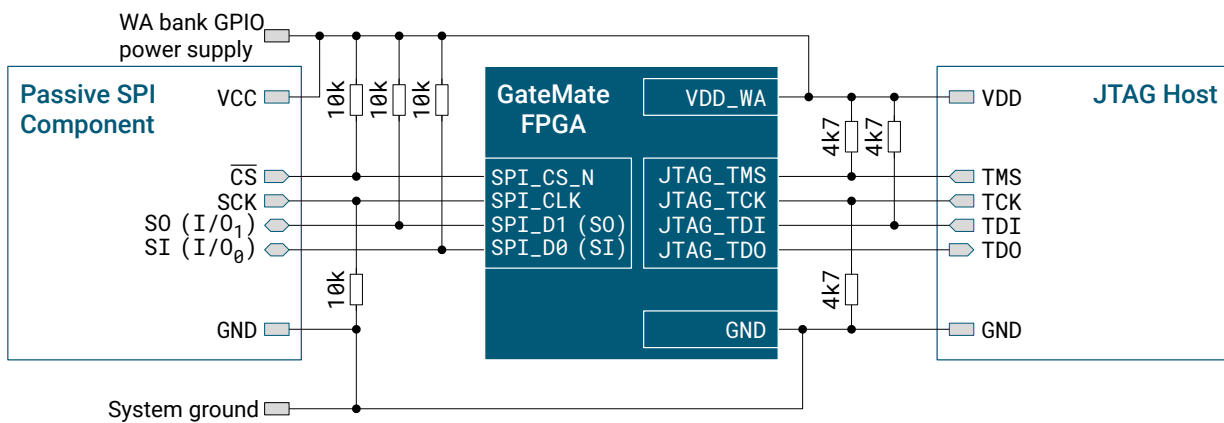 WA bank GPIO
power supply
Passive SPI
Component
VCC
CS
SCK
SO (I/O₁)
SI (I/O₀)
GND
System ground
10k
10k
10k
10k
GateMate
FPGA
VDD_WA
SPI_CS_N
SPI_CLK
SPI_D1 (SO)
SPI_D0 (SI)
JTAG_TMS
JTAG_TCK
JTAG_TDI
JTAG_TDO
GND
4k7
4k7
4k7
JTAG Host
VDD
TMS
TCK
TDI
TDO
GND